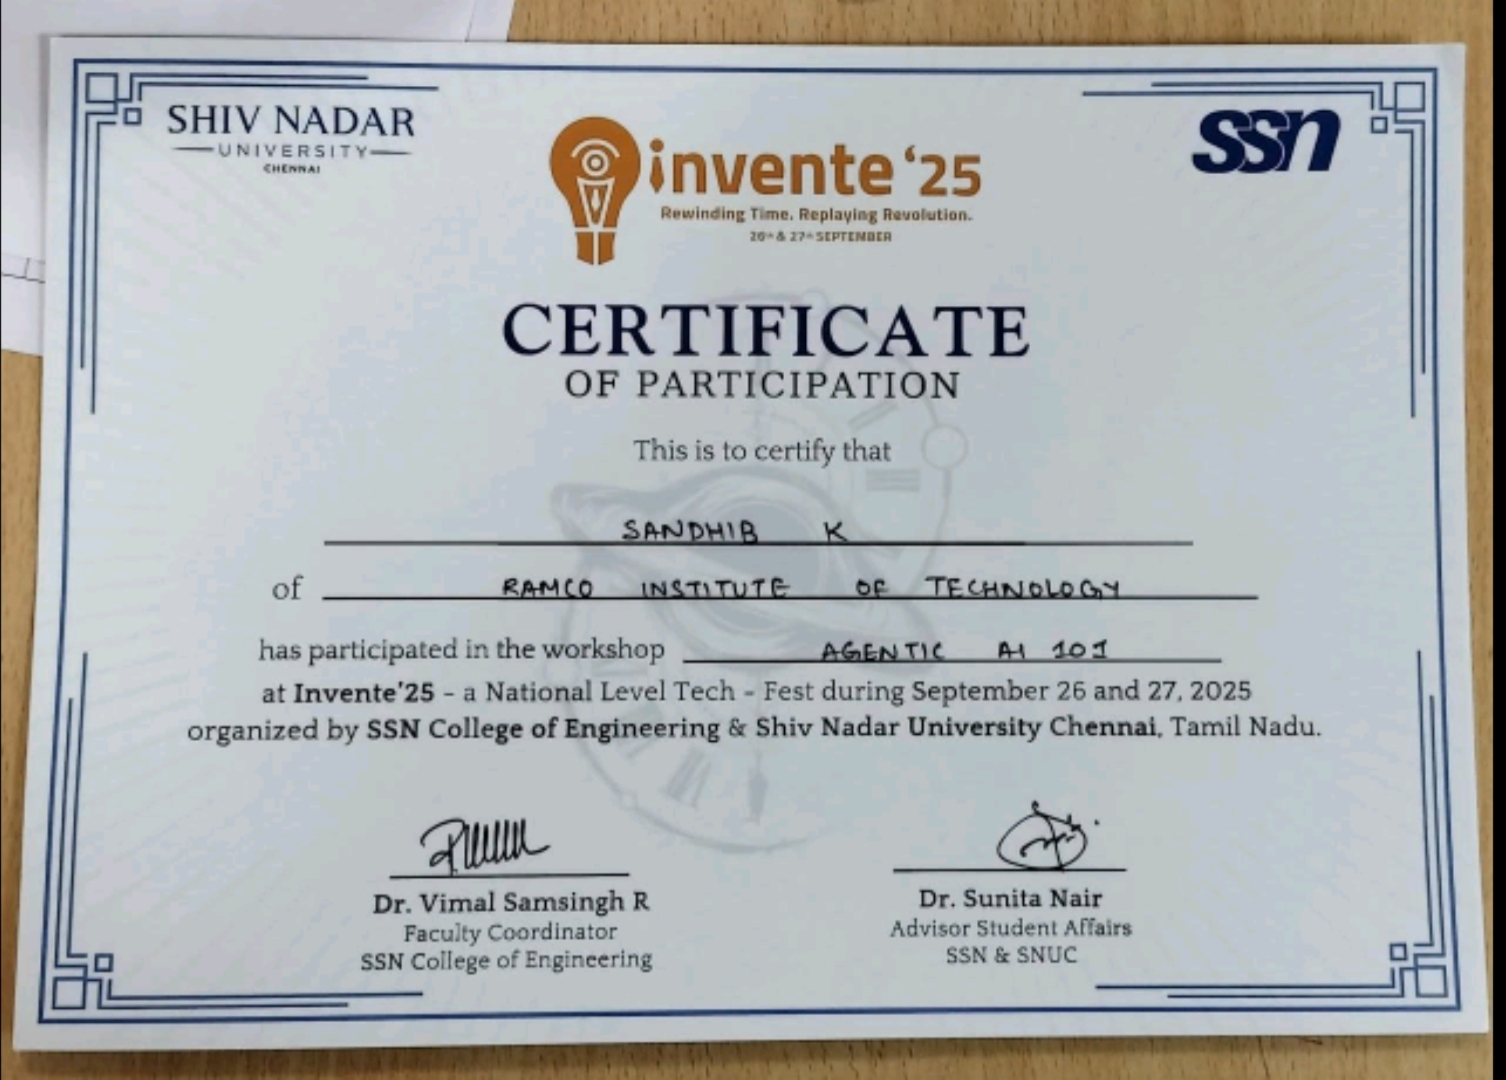 SHIV NADAR
UNIVERSITY
CHENNAI
invente '25
Rewinding Time. Replaying Revolution.
26th & 27th SEPTEMBER
ssn
CERTIFICATE
OF PARTICIPATION
This is to certify that
SANDHIB K
of RAMCO INSTITUTE OF TECHNOLOGY
has participated in the workshop AGENTIC AI 101
at Invente'25 - a National Level Tech - Fest during September 26 and 27, 2025
organized by SSN College of Engineering & Shiv Nadar University Chennai, Tamil Nadu.
Dr. Vimal Samsingh R
Faculty Coordinator
SSN College of Engineering
Dr. Sunita Nair
Advisor Student Affairs
SSN & SNUC